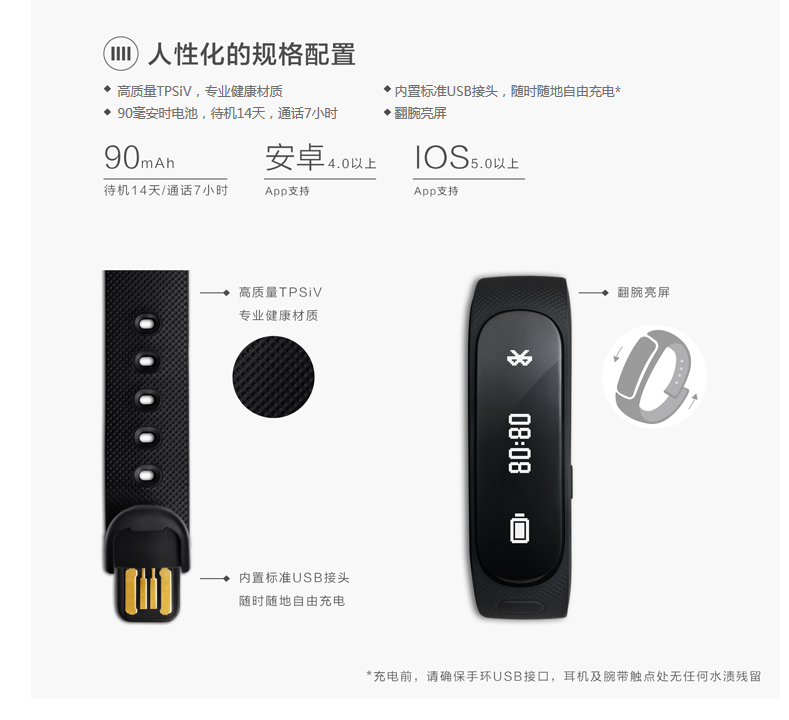 人性化的规格配置
高质量TPSiV，专业健康材质
内置标准USB接头，随时随地自由充电*
90毫安时电池，待机14天，通话7小时
翻腕亮屏
90mAh
待机14天/通话7小时
安卓4.0以上
App支持
IOS5.0以上
App支持
高质量TPSiV
专业健康材质
翻腕亮屏
08:08
内置标准USB接头
随时随地自由充电
*充电前，请确保手环USB接口，耳机及腕带触点处无任何水渍残留